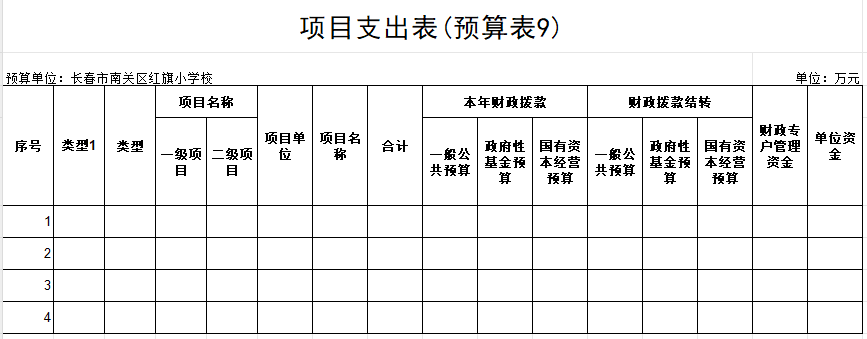 项目支出表(预算表9)
预算单位：长春市南关区红旗小学校
单位：万元
序号
类型1
类型
项目名称
一级项
目
二级项
目
项目单
位
项目名
称
合计
本年财政拨款
一般公
共预算
政府性
基金预
算
国有资
本经营
预算
财政拨款结转
一般公
共预算
政府性
基金预
算
国有资
本经营
预算
财政专
户管理
资金
单位资
金
1
2
3
4